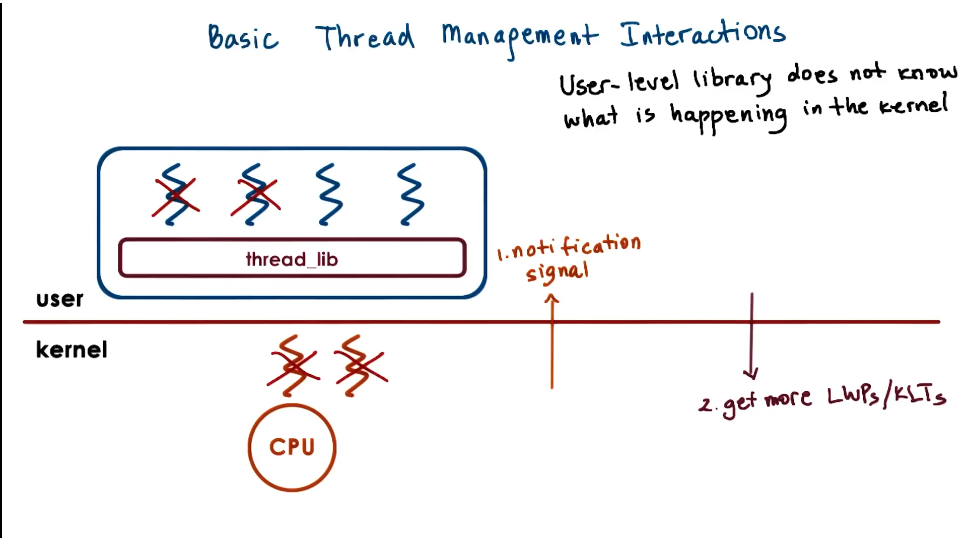 Basic Thread Management Interactions
User-level library does not know
what is happening in the kernel
thread_lib
1. notification
signal
user
kernel
2. get more LWPs/KLTs
CPU